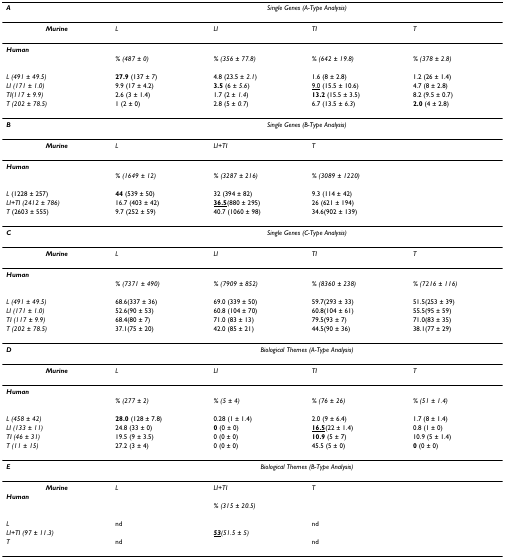 A Single Genes (A-Type Analysis)
Murine L LI TI T
Human
% (487 ± 0) % (356 ± 77.8) % (642 ± 19.8) % (378 ± 2.8)
L (491 ± 49.5) 27.9 (137 ± 7) 4.8 (23.5 ± 2.1) 1.6 (8 ± 2.8) 1.2 (26 ± 1.4)
LI (171 ± 1.0) 9.9 (17 ± 4.2) 3.5 (6 ± 5.6) 9.0 (15.5 ± 10.6) 4.7 (8 ± 2.8)
TI(117 ± 9.9) 2.6 (3 ± 1.4) 1.7 (2 ± 1.4) 13.2 (15.5 ± 3.5) 8.2 (9.5 ± 0.7)
T (202 ± 78.5) 1 (2 ± 0) 2.8 (5 ± 0.7) 6.7 (13.5 ± 6.3) 2.0 (4 ± 2.8)
B Single Genes (B-Type Analysis)
Murine L LI+TI T
Human
% (1649 ± 12) % (3287 ± 216) % (3089 ± 1220)
L (1228 ± 257) 44 (539 ± 50) 32 (394 ± 82) 9.3 (114 ± 42)
LI+TI (2412 ± 786) 16.7 (403 ± 42) 36.5(880 ± 295) 26 (621 ± 194)
T (2603 ± 555) 9.7 (252 ± 59) 40.7 (1060 ± 98) 34.6(902 ± 139)
C Single Genes (C-Type Analysis)
Murine L LI TI T
Human
% (7371 ± 490) % (7909 ± 852) % (8360 ± 238) % (7216 ± 116)
L (491 ± 49.5) 68.6(337 ± 36) 69.0 (339 ± 50) 59.7(293 ± 33) 51.5(253 ± 39)
LI (171 ± 1.0) 52.6(90 ± 53) 60.8 (104 ± 70) 60.8(104 ± 61) 55.5(95 ± 59)
TI (117 ± 9.9) 68.4(80 ± 7) 71.0 (83 ± 13) 79.5(93 ± 7) 71.0(83 ± 35)
T (202 ± 78.5) 37.1(75 ± 20) 42.0 (85 ± 21) 44.5(90 ± 36) 38.1(77 ± 29)
D Biological Themes (A-Type Analysis)
Murine L LI TI T
Human
% (277 ± 2) % (5 ± 4) % (76 ± 26) % (51 ± 1.4)
L (458 ± 42) 28.0 (128 ± 7.8) 0.28 (1 ± 1.4) 2.0 (9 ± 6.4) 1.7 (8 ± 1.4)
LI (133 ± 11) 24.8 (33 ± 0) 0 (0 ± 0) 16.5(22 ± 1.4) 0.8 (1 ± 0)
TI (46 ± 31) 19.5 (9 ± 3.5) 0 (0 ± 0) 10.9 (5 ± 7) 10.9 (5 ± 1.4)
T (11 ± 15) 27.2 (3 ± 4) 0 (0 ± 0) 45.5 (5 ± 0) 0 (0 ± 0)
E Biological Themes (B-Type Analysis)
Murine L LI+TI T
Human
% (315 ± 20.5)
L nd nd
LI+TI (97 ± 11.3) 53(51.5 ± 5)
T nd nd